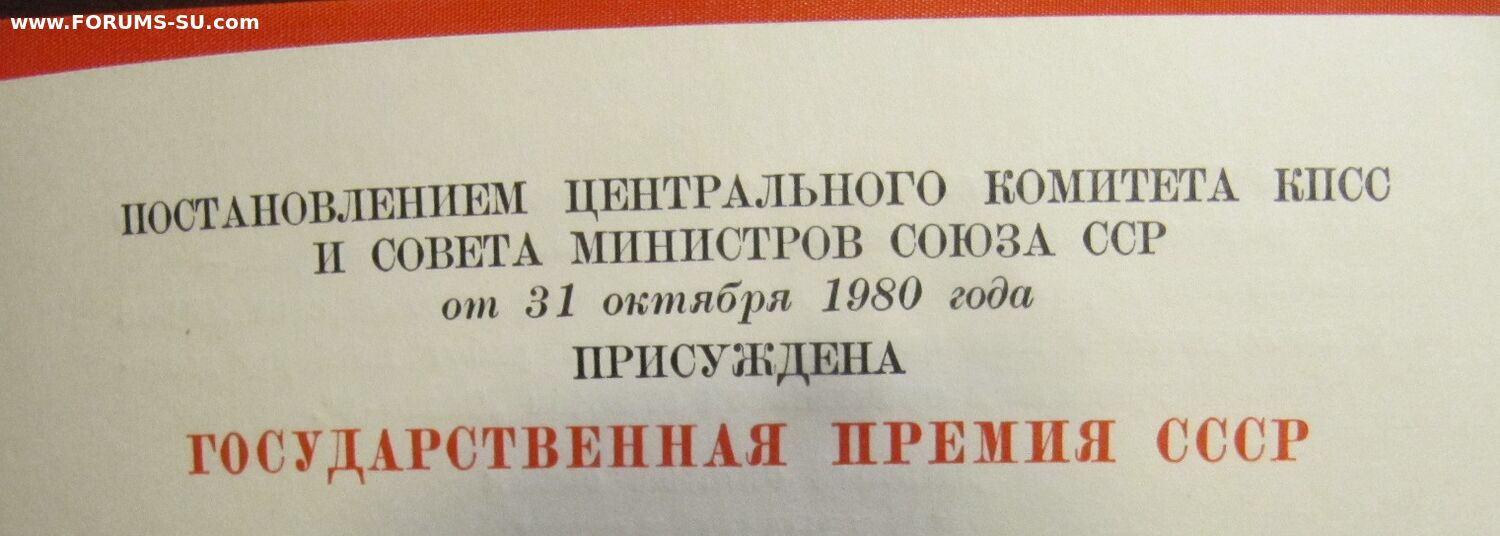 www.FORUMS-SU.com
ПОСТАНОВЛЕНИЕМ ЦЕНТРАЛЬНОГО КОМИТЕТА КПСС
И СОВЕТА МИНИСТРОВ СОЮЗА ССР
от 31 октября 1980 года
ПРИСУЖДЕНА
ГОСУДАРСТВЕННАЯ ПРЕМИЯ СССР